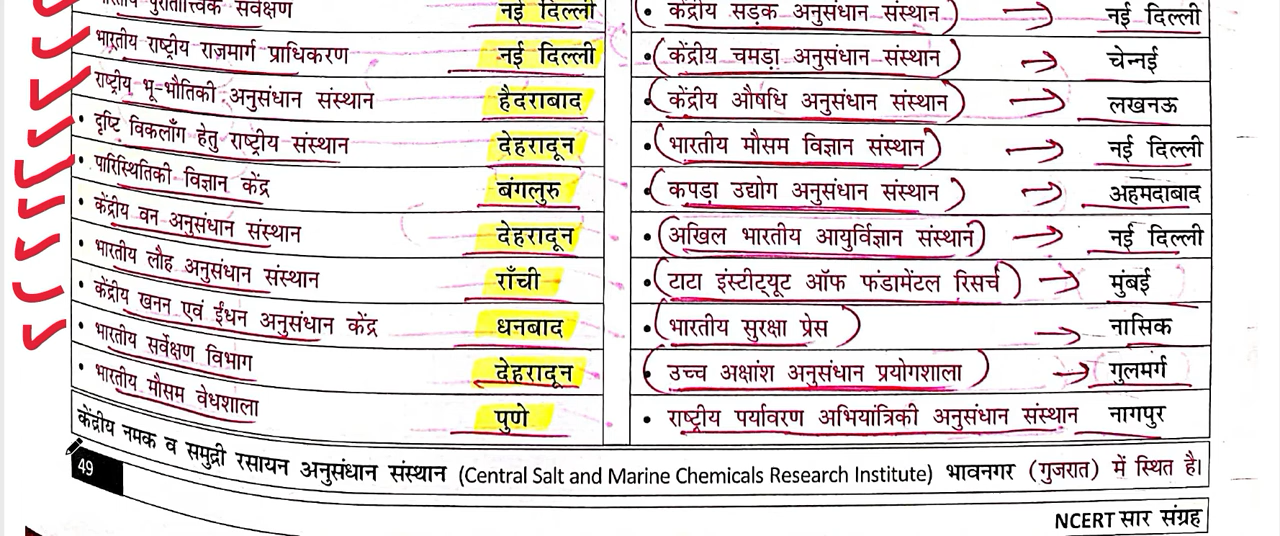 भारतीय पुरातात्त्विक सर्वेक्षण नई दिल्ली
भारतीय राष्ट्रीय राजमार्ग प्राधिकरण नई दिल्ली
राष्ट्रीय भू-भौतिकी अनुसंधान संस्थान हैदराबाद
• दृष्टि विकलाँग हेतु राष्ट्रीय संस्थान देहरादून
• पारिस्थितिकी विज्ञान केंद्र बंगलुरु
• केंद्रीय वन अनुसंधान संस्थान देहरादून
• भारतीय लौह अनुसंधान संस्थान राँची
• केंद्रीय खनन एवं ईंधन अनुसंधान केंद्र धनबाद
• भारतीय सर्वेक्षण विभाग देहरादून
• भारतीय मौसम वेधशाला पुणे
• केंद्रीय सड़क अनुसंधान संस्थान नई दिल्ली
• केंद्रीय चमड़ा अनुसंधान संस्थान चेन्नई
• केंद्रीय औषधि अनुसंधान संस्थान लखनऊ
• भारतीय मौसम विज्ञान संस्थान नई दिल्ली
• कपड़ा उद्योग अनुसंधान संस्थान अहमदाबाद
• अखिल भारतीय आयुर्विज्ञान संस्थान नई दिल्ली
• टाटा इंस्टीट्यूट ऑफ फंडामेंटल रिसर्च मुंबई
• भारतीय सुरक्षा प्रेस नासिक
• उच्च अक्षांश अनुसंधान प्रयोगशाला गुलमर्ग
• राष्ट्रीय पर्यावरण अभियांत्रिकी अनुसंधान संस्थान नागपुर
केंद्रीय नमक व समुद्री रसायन अनुसंधान संस्थान (Central Salt and Marine Chemicals Research Institute) भावनगर (गुजरात) में स्थित है।
49
NCERT सार संग्रह